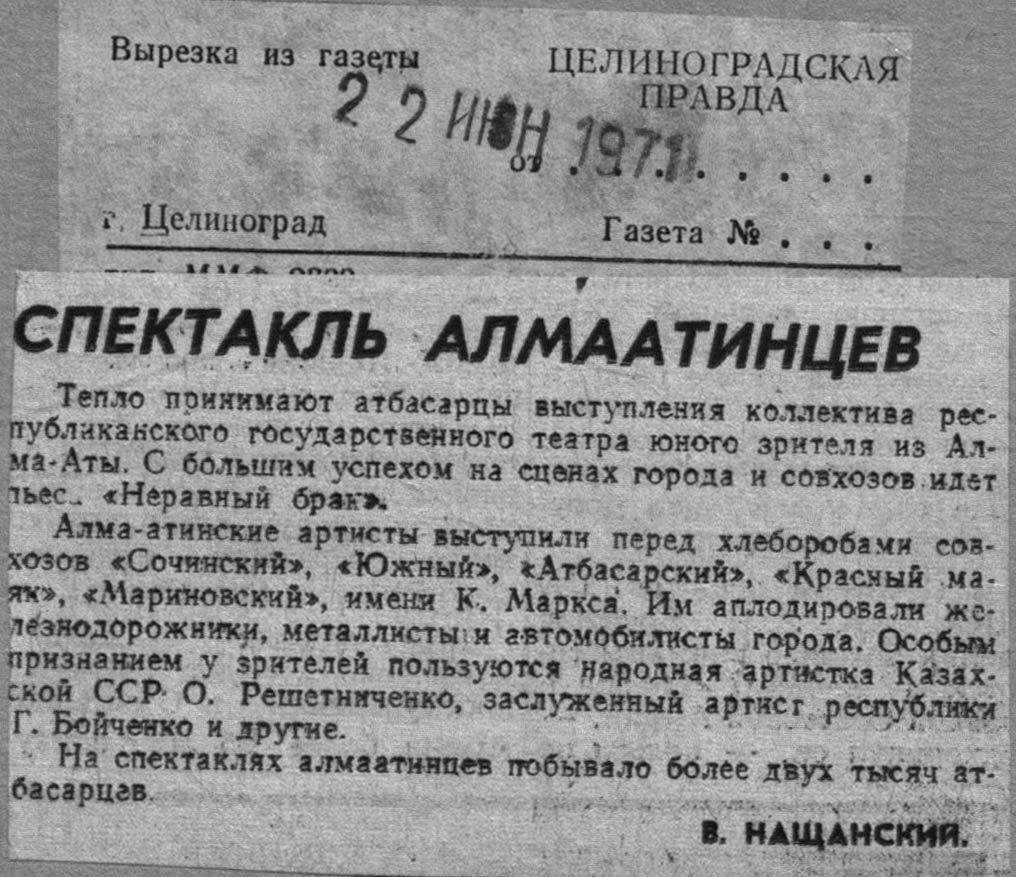 Вырезка из газеты
ЦЕЛИНОГРАДСКАЯ
ПРАВДА
22 ИЮН 1971
от . . . . . . . . .
г. Целиноград
Газета № . . .
СПЕКТАКЛЬ АЛМААТИНЦЕВ
Тепло принимают атбасарцы выступления коллектива рес-
публиканского государственного театра юного зрителя из Ал-
ма-Аты. С большим успехом на сценах города и совхозов идет
пьес «Неравный брак».
Алма-атинские артисты выступили перед хлеборобами сов-
хозов «Сочинский», «Южный», «Атбасарский», «Красный ма-
як», «Мариновский», имени К. Маркса. Им аплодировали же-
лезнодорожники, металлисты и автомобилисты города. Особым
признанием у зрителей пользуются народная артистка Казах-
ской ССР О. Решетниченко, заслуженный артист республики
Г. Бойченко и другие.
На спектаклях алмаатинцев побывало более двух тысяч ат-
басарцев.
В. НАЩАНСКИЙ.